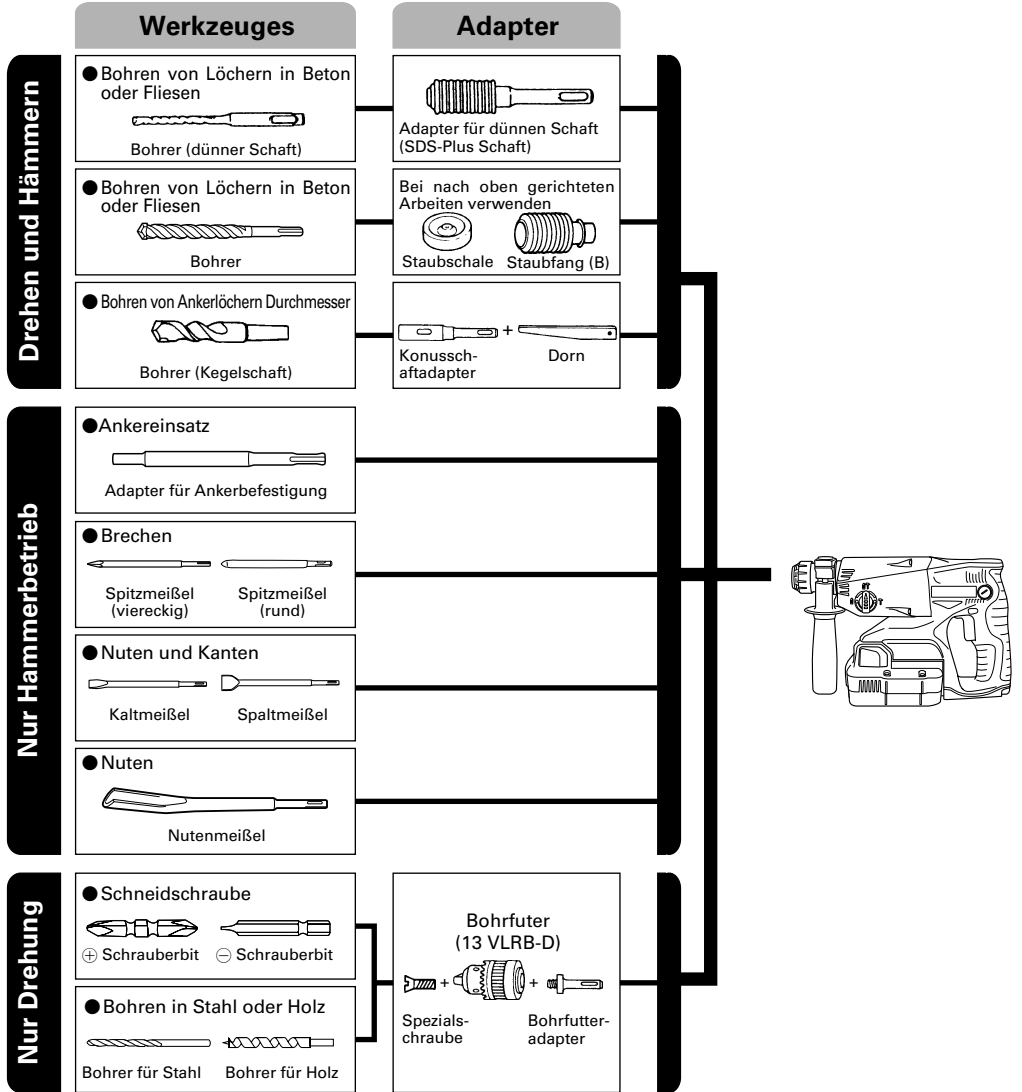 Werkzeuges
Adapter
Drehen und Hämmern
● Bohren von Löchern in Beton
oder Fliesen
Bohrer (dünner Schaft)
Adapter für dünnen Schaft
(SDS-Plus Schaft)
● Bohren von Löchern in Beton
oder Fliesen
Bohrer
Bei nach oben gerichteten
Arbeiten verwenden
Staubschale Staubfang (B)
● Bohren von Ankerlöchern Durchmesser
Bohrer (Kegelschaft)
+
Konussch-
aftadapter
Dorn
Nur Hammerbetrieb
● Ankereinsatz
Adapter für Ankerbefestigung
● Brechen
Spitzmeißel
(viereckig)
Spitzmeißel
(rund)
● Nuten und Kanten
Kaltmeißel Spaltmeißel
● Nuten
Nutenmeißel
Nur Drehung
● Schneidschraube
⊕ Schrauberbit ⊖ Schrauberbit
● Bohren in Stahl oder Holz
Bohrer für Stahl Bohrer für Holz
Bohrfuter
(13 VLRB-D)
+ +
Spezials-
chraube
Bohrfutter-
adapter
ST
T